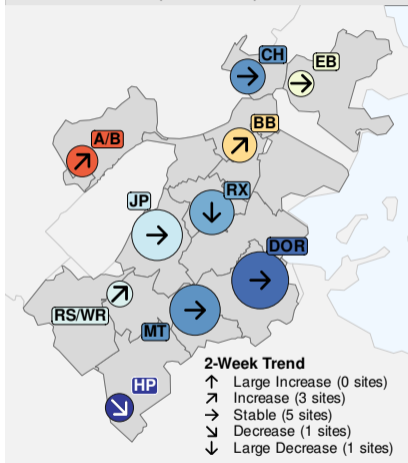 CH
EB
A/B
BB
JP
RX
DOR
RS/WR
MT
HP
2-Week Trend
↑ Large Increase (0 sites)
↗ Increase (3 sites)
→ Stable (5 sites)
↘ Decrease (1 sites)
↓ Large Decrease (1 sites)